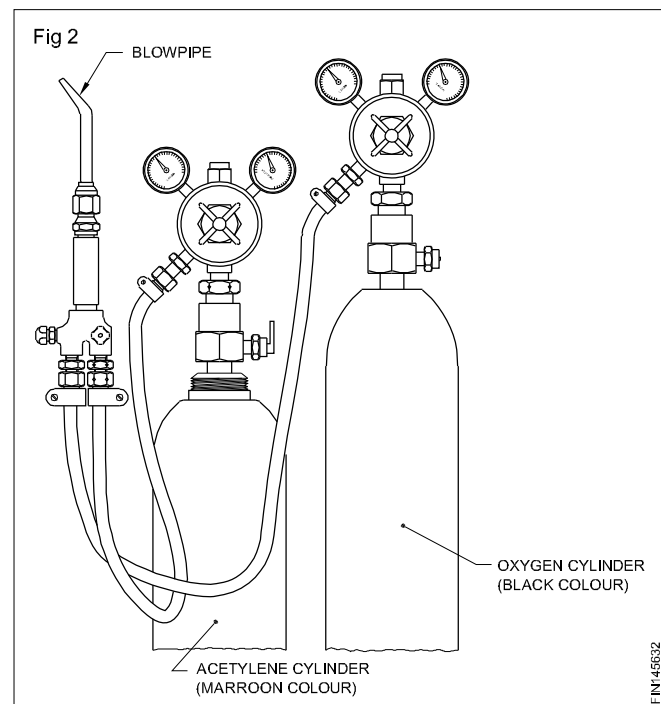 Fig 2
BLOWPIPE
OXYGEN CYLINDER
(BLACK COLOUR)
ACETYLENE CYLINDER
(MARROON COLOUR)
FIN145632